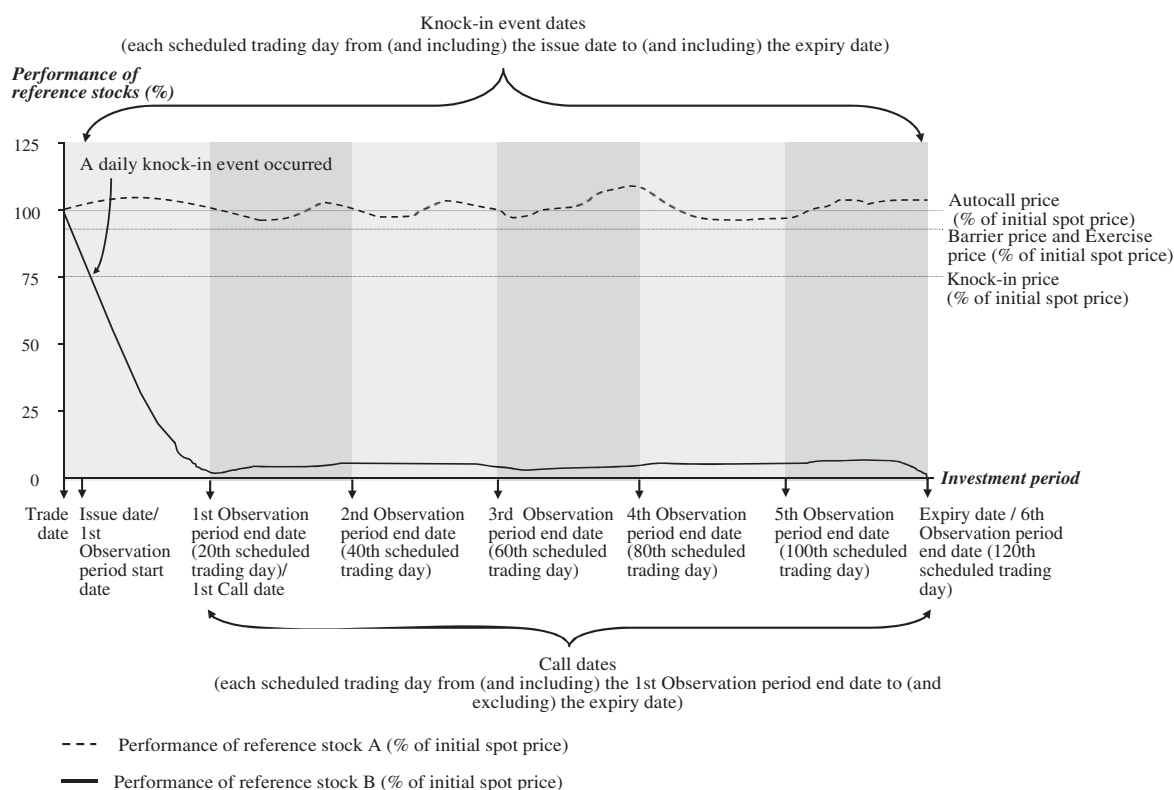 Knock-in event dates
(each scheduled trading day from (and including) the issue date to (and including) the expiry date)
Performance of
reference stocks (%)
125
A daily knock-in event occurred
100
75
50
25
0
Autocall price
(% of initial spot price)
Barrier price and Exercise
price (% of initial spot price)
Knock-in price
(% of initial spot price)
Investment period
Trade
date
Issue date/
1st
Observation
period start
date
1st Observation
period end date
(20th scheduled
trading day)/
1st Call date
2nd Observation
period end date
(40th scheduled
trading day)
3rd Observation
period end date
(60th scheduled
trading day)
4th Observation
period end date
(80th scheduled
trading day)
5th Observation
period end date
(100th scheduled
trading day)
Expiry date / 6th
Observation period
end date (120th
scheduled trading
day)
Call dates
(each scheduled trading day from (and including) the 1st Observation period end date to (and
excluding) the expiry date)
Performance of reference stock A (% of initial spot price)
Performance of reference stock B (% of initial spot price)